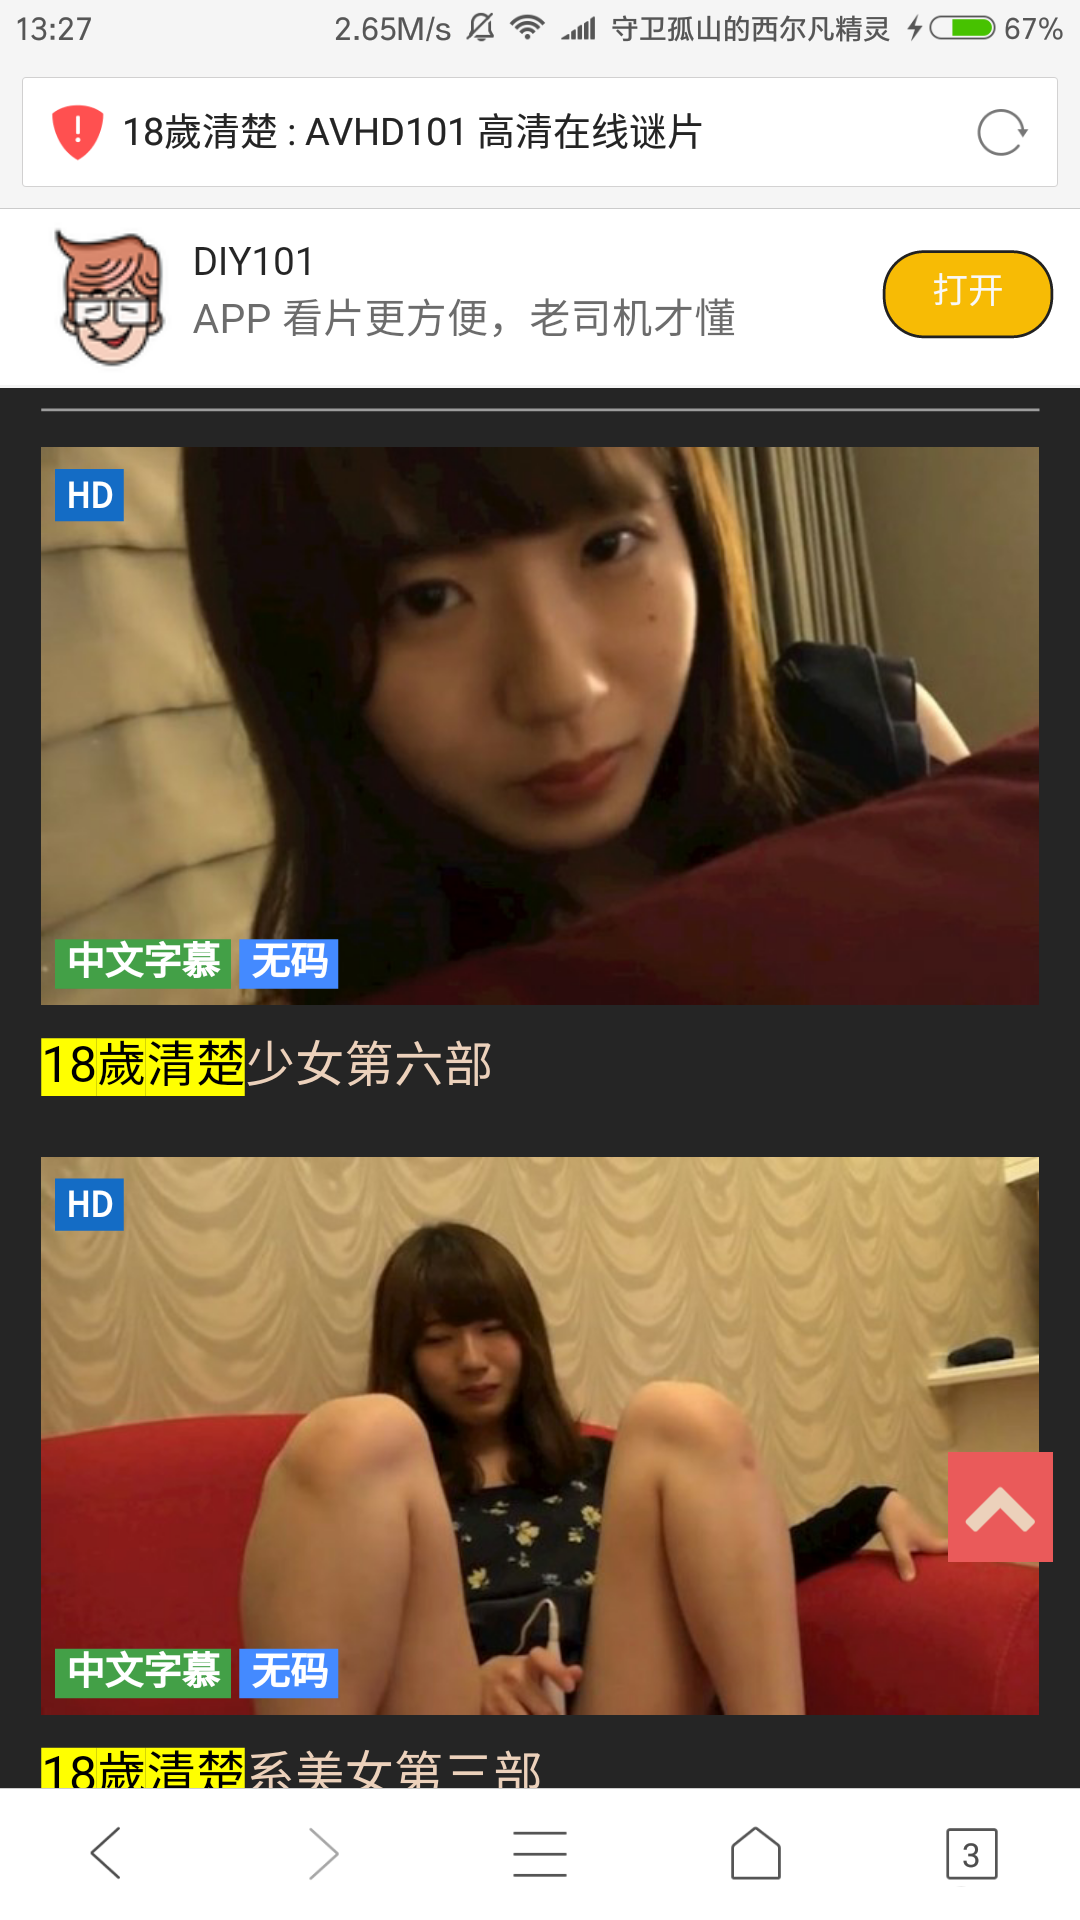 13:27 2.65M/s 守卫孤山的西尔凡精灵 67%
18歲清楚 : AVHD101 高清在线谜片
DIY101
APP 看片更方便，老司机才懂
打开
HD
中文字幕 无码
18歲清楚少女第六部
HD
中文字幕 无码
18歲清楚系美女第三部
3